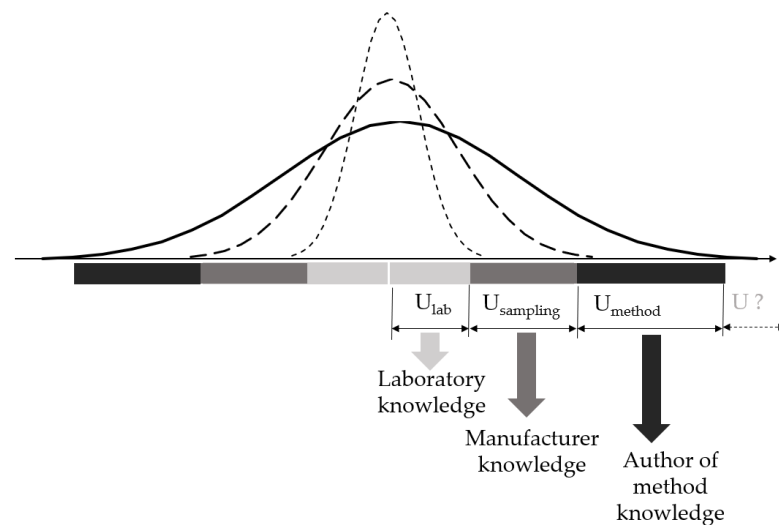 U lab
U sampling
U method
U ?
Laboratory
knowledge
Manufacturer
knowledge
Author of
method
knowledge